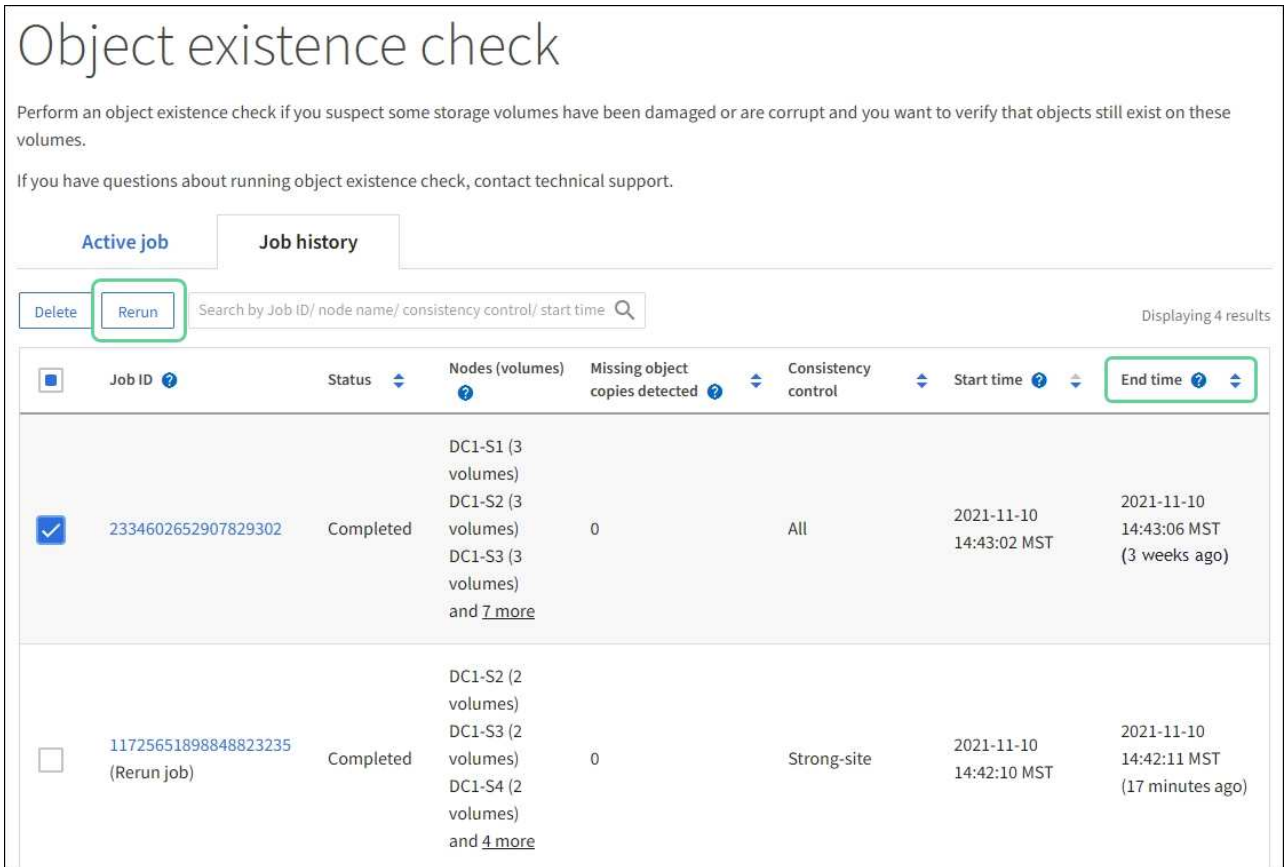 Object existence check
Perform an object existence check if you suspect some storage volumes have been damaged or are corrupt and you want to verify that objects still exist on these
volumes.
If you have questions about running object existence check, contact technical support.
Active job
Job history
Delete
Rerun
Search by Job ID/ node name/ consistency control/ start time
Displaying 4 results
Job ID
Status
Nodes (volumes)
Missing object
copies detected
Consistency
control
Start time
End time
2334602652907829302
Completed
DC1-S1 (3
volumes)
DC1-S2 (3
volumes)
DC1-S3 (3
volumes)
and 7 more
0
All
2021-11-10
14:43:02 MST
2021-11-10
14:43:06 MST
(3 weeks ago)
11725651898848823235
(Rerun job)
Completed
DC1-S2 (2
volumes)
DC1-S3 (2
volumes)
DC1-S4 (2
volumes)
and 4 more
0
Strong-site
2021-11-10
14:42:10 MST
2021-11-10
14:42:11 MST
(17 minutes ago)